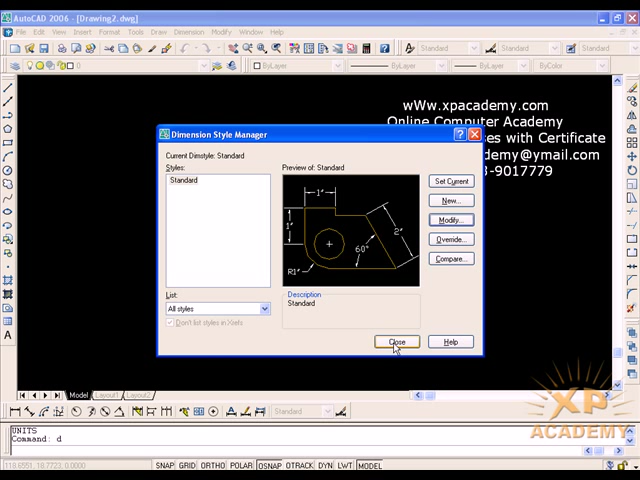 AutoCAD 2006 - [Drawing2.dwg]
File Edit View Insert Format Tools Draw Dimension Modify Window Help
Standard Standard Standard
0 ByLayer ByLayer ByLayer ByColor
wWw.xpacademy.com
Online Computer Academy
es with Certificate
demy@ymail.com
-9017779
Dimension Style Manager
Current Dimstyle: Standard
Styles:
Standard
Preview of: Standard
1"
1"
2"
60°
R1"
Set Current
New...
Modify...
Override...
Compare...
List:
All styles
Don't list styles in Xrefs
Description
Standard
Close
Help
Model Layout1 Layout2
Standard
UNITS
Command: d
XP
ACADEMY
SNAP GRID ORTHO POLAR OSNAP OTRACK DYN LWT MODEL